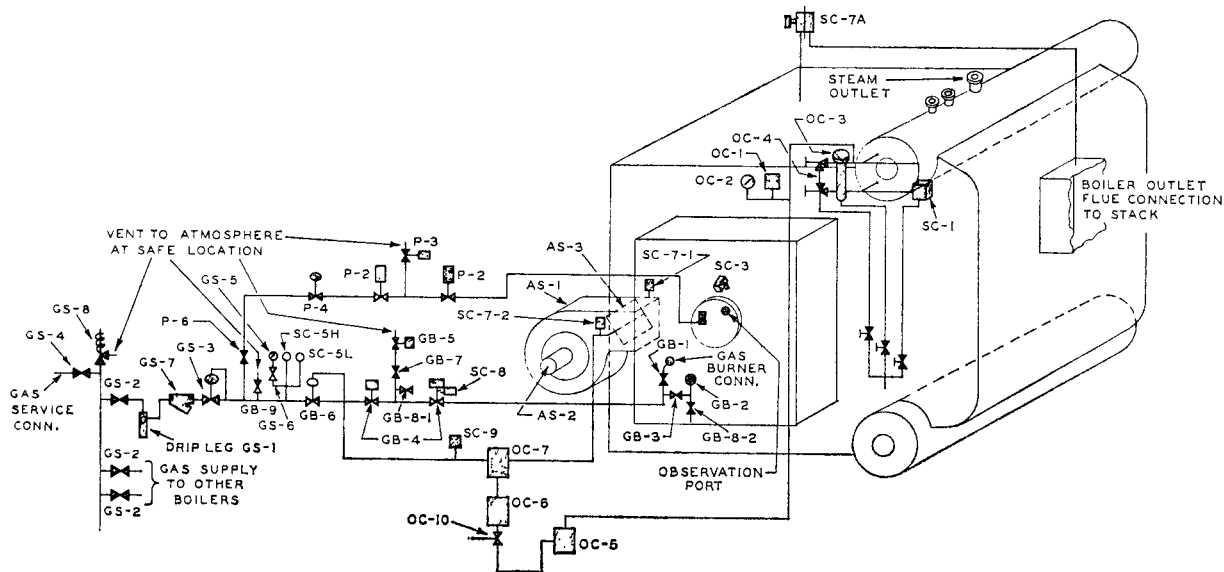 SC-7A
STEAM
OUTLET
OC-3
OC-4
OC-1
OC-2
SC-1
BOILER OUTLET
FLUE CONNECTION
TO STACK
VENT TO ATMOSPHERE
AT SAFE LOCATION
P-3
P-2
P-2
P-4
AS-3
SC-7-1
SC-3
AS-1
SC-7-2
GS-5
SC-5H
SC-5L
GS-8
GS-4
P-6
GS-3
GS-7
GB-5
GB-7
SC-8
GB-1
GAS
BURNER
CONN.
GAS
SERVICE
CONN.
GS-2
GB-9
GS-6
GB-6
GB-8-1
GB-4
AS-2
GB-2
GB-3
GB-8-2
DRIP LEG GS-1
SC-9
GS-2
GAS SUPPLY
TO OTHER
BOILERS
GS-2
OC-7
OBSERVATION
PORT
OC-6
OC-10
OC-5